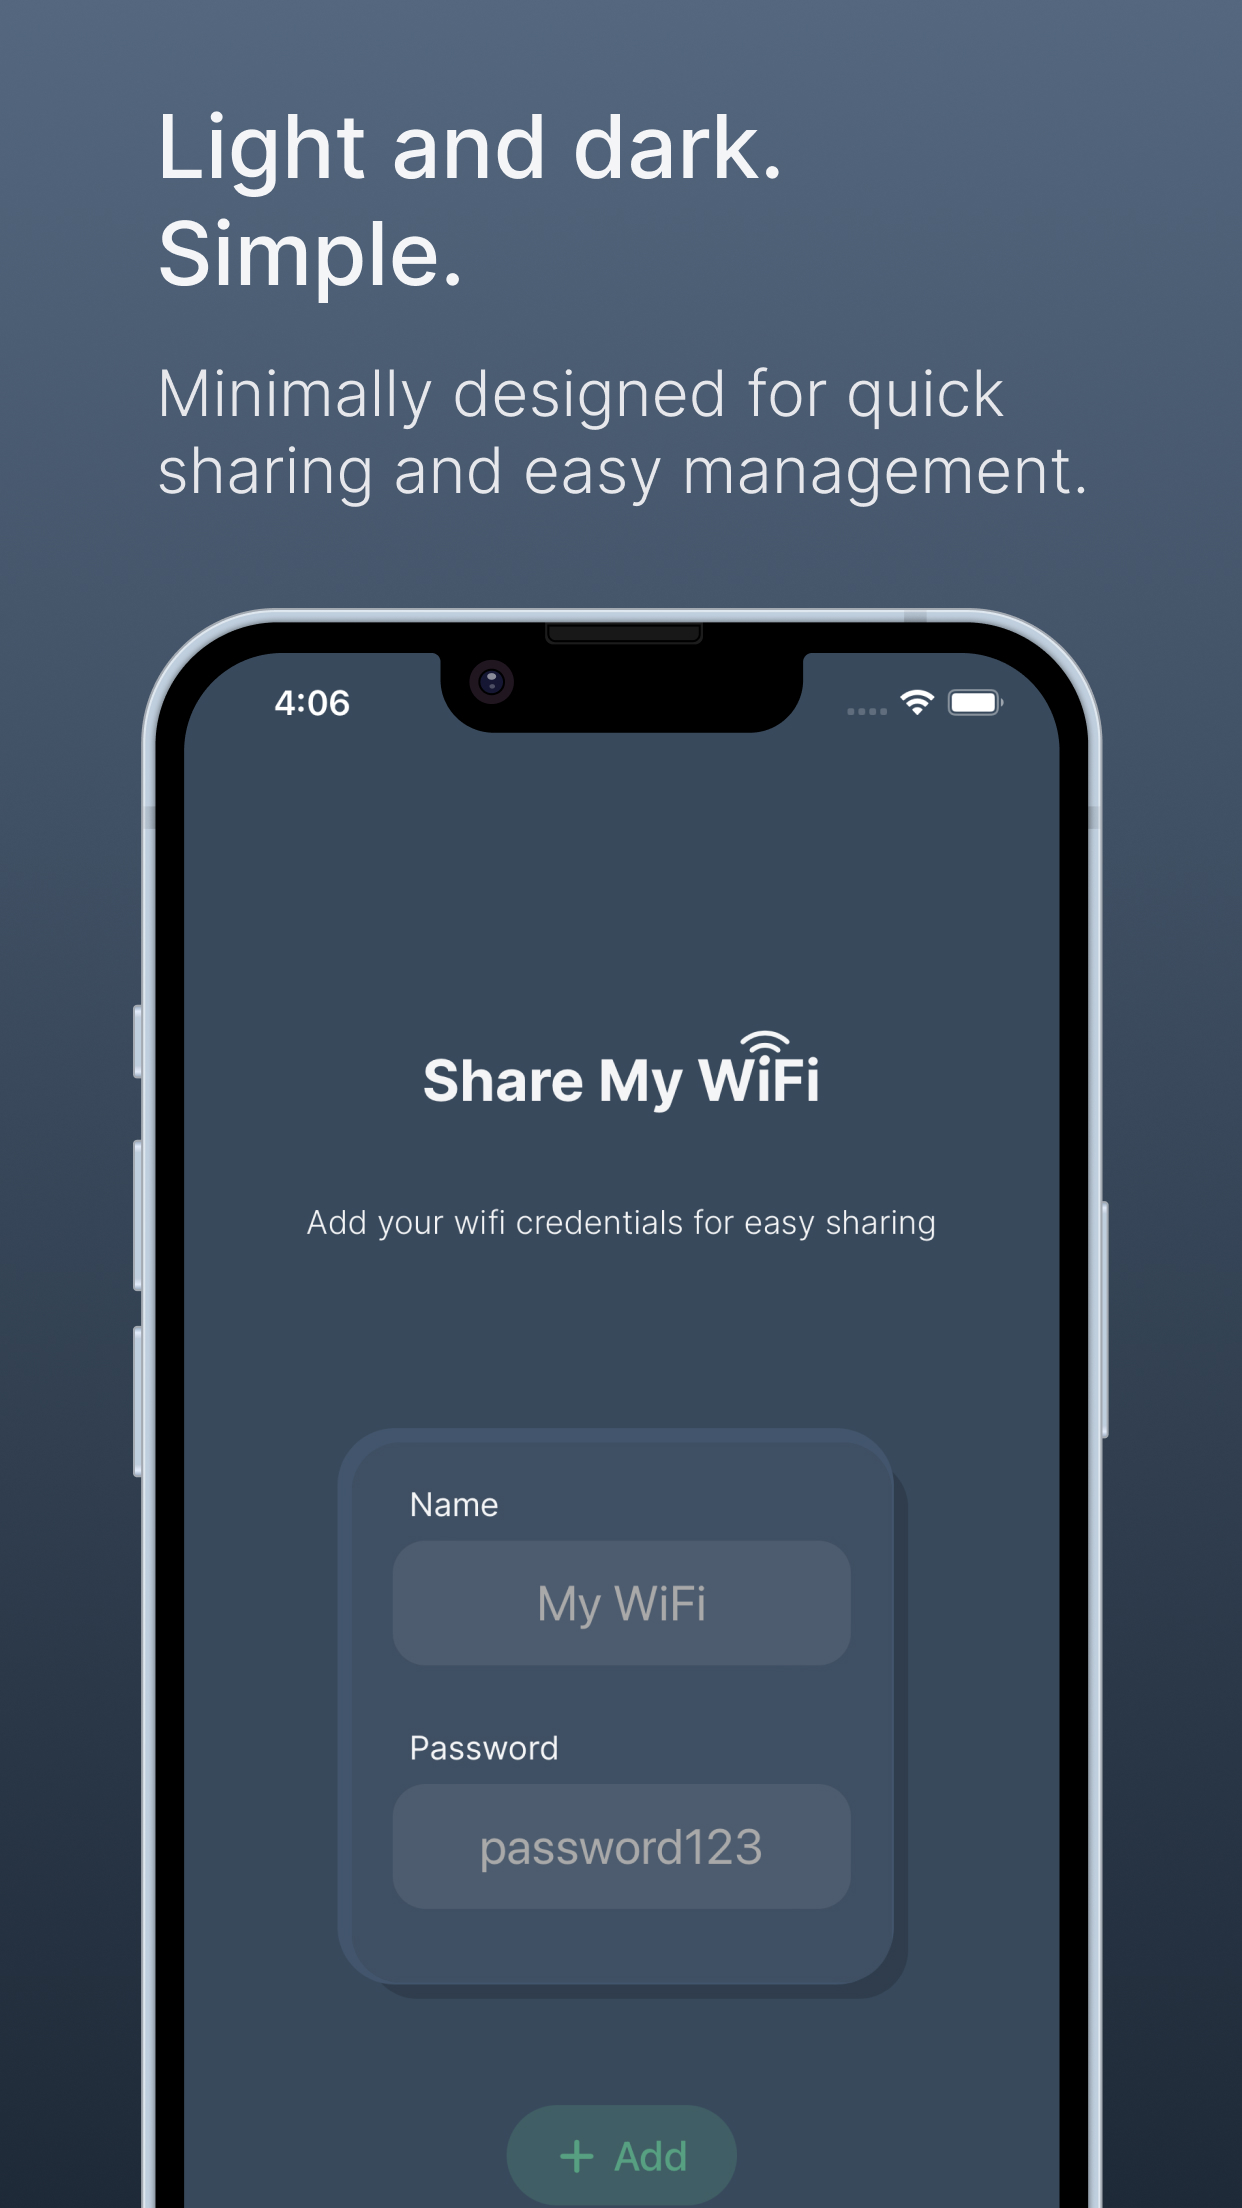 Light and dark.
Simple.
Minimally designed for quick
sharing and easy management.
4:06
Share My WiFi
Add your wifi credentials for easy sharing
Name
My WiFi
Password
password123
+ Add